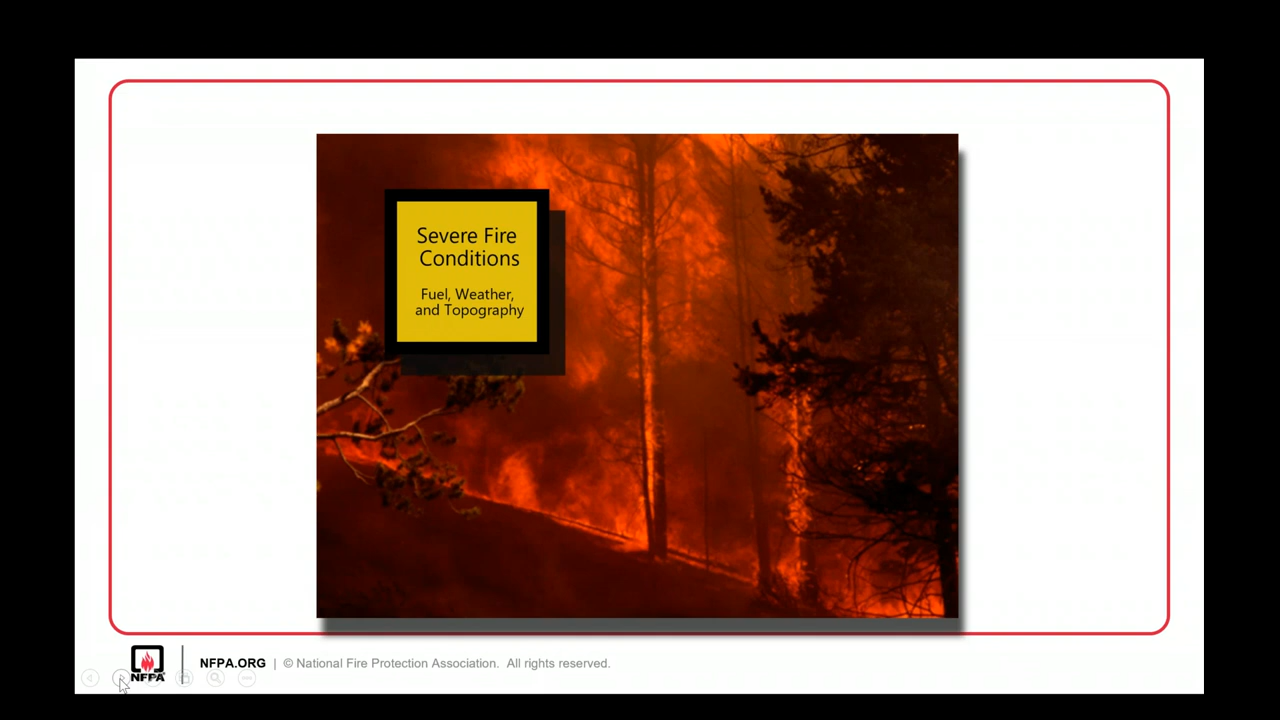 Severe Fire
Conditions
Fuel, Weather,
and Topography
NFPA
NFPA.ORG | © National Fire Protection Association. All rights reserved.